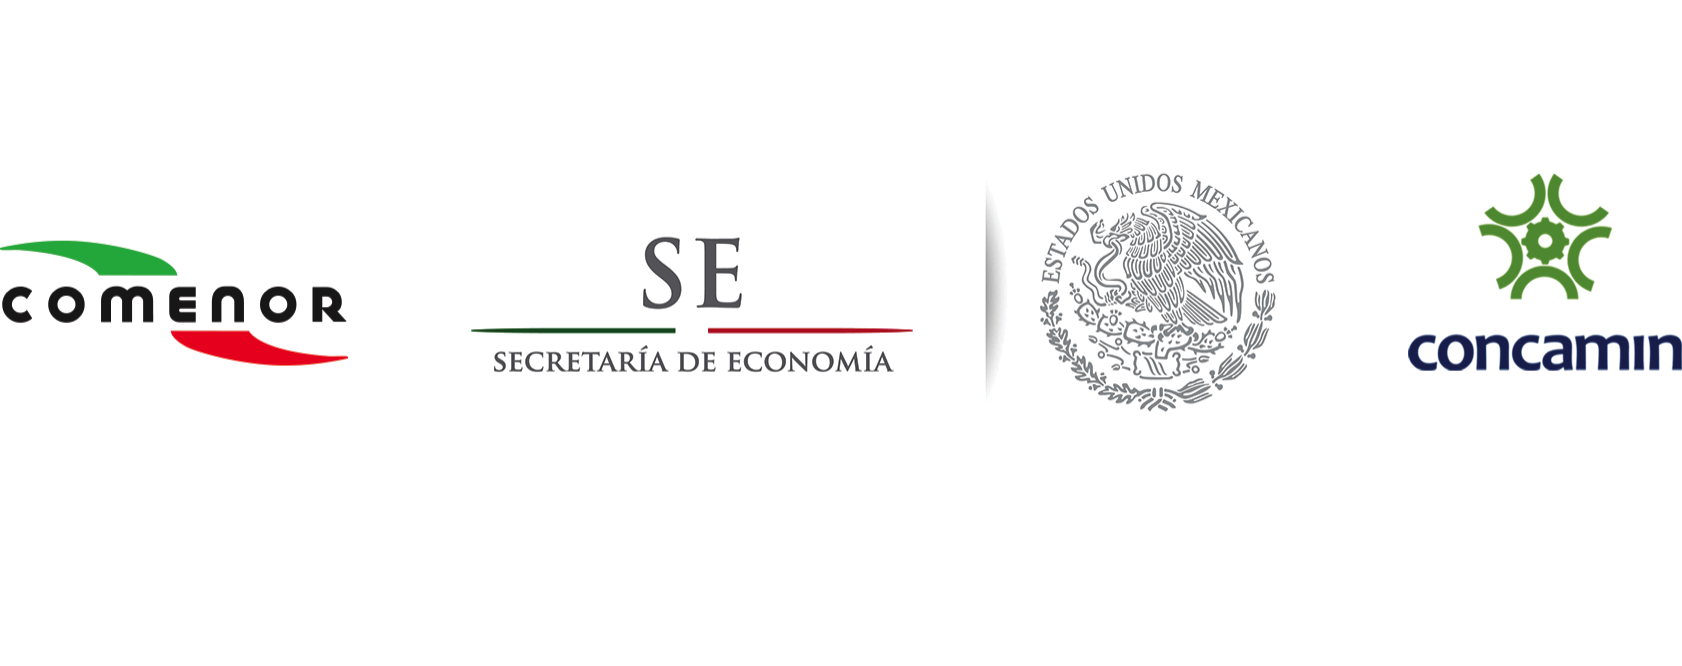 COMENOR
SE
SECRETARÍA DE ECONOMÍA
ESTADOS UNIDOS MEXICANOS
concamin